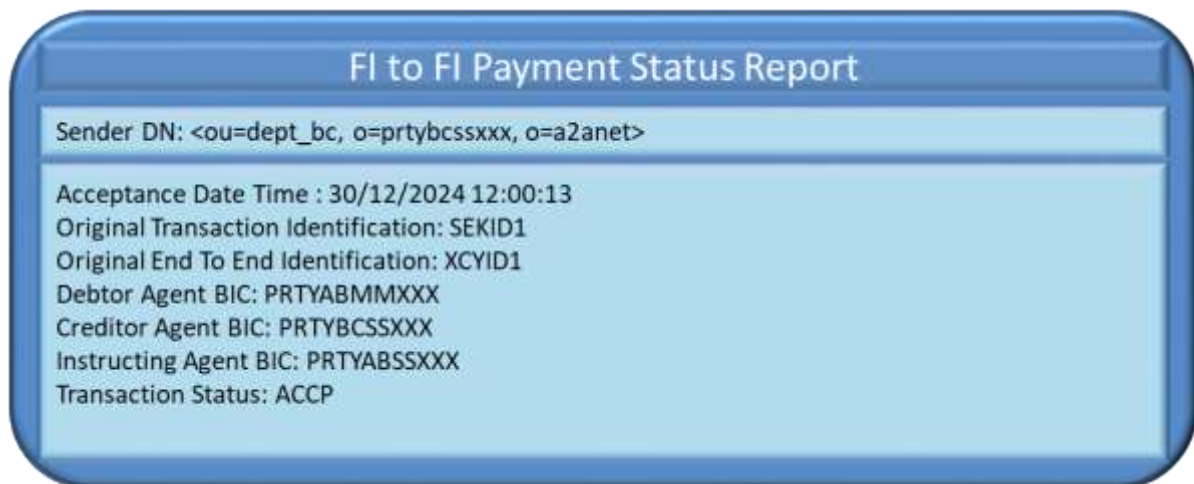 FI to FI Payment Status Report
Sender DN: <ou=dept_bc, o=prtybcssxxx, o=a2anet>
Acceptance Date Time : 30/12/2024 12:00:13
Original Transaction Identification: SEKID1
Original End To End Identification: XCYID1
Debtor Agent BIC: PRTYABMMXXX
Creditor Agent BIC: PRTYBCSSXXX
Instructing Agent BIC: PRTYABSSXXX
Transaction Status: ACCP